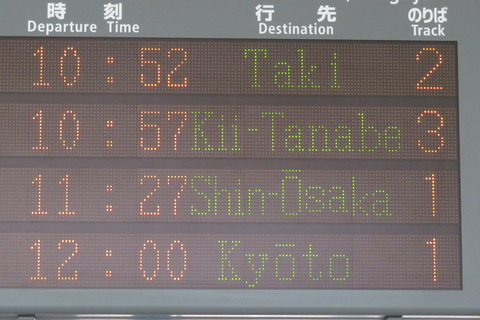 時刻 行先 のりば
Departure Time Destination Track
10:52 Taki 2
10:57 Kii-Tanabe 3
11:27 Shin-Ōsaka 1
12:00 Kyōto 1